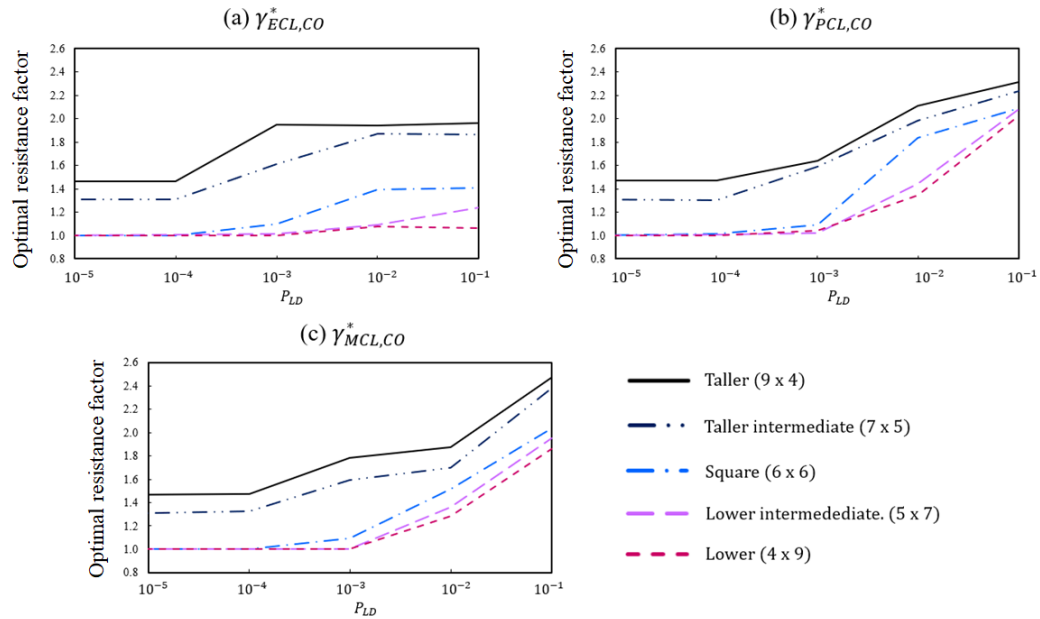 (a) γ*ECL,CO
Optimal resistance factor
2.6
2.4
2.2
2.0
1.8
1.6
1.4
1.2
1.0
0.8
10⁻⁵ 10⁻⁴ 10⁻³ 10⁻² 10⁻¹
P_LD
(b) γ*PCL,CO
Optimal resistance factor
2.6
2.4
2.2
2.0
1.8
1.6
1.4
1.2
1.0
0.8
10⁻⁵ 10⁻⁴ 10⁻³ 10⁻² 10⁻¹
P_LD
(c) γ*MCL,CO
Optimal resistance factor
2.6
2.4
2.2
2.0
1.8
1.6
1.4
1.2
1.0
0.8
10⁻⁵ 10⁻⁴ 10⁻³ 10⁻² 10⁻¹
P_LD
Taller (9 x 4)
Taller intermediate (7 x 5)
Square (6 x 6)
Lower intermedediate. (5 x 7)
Lower (4 x 9)